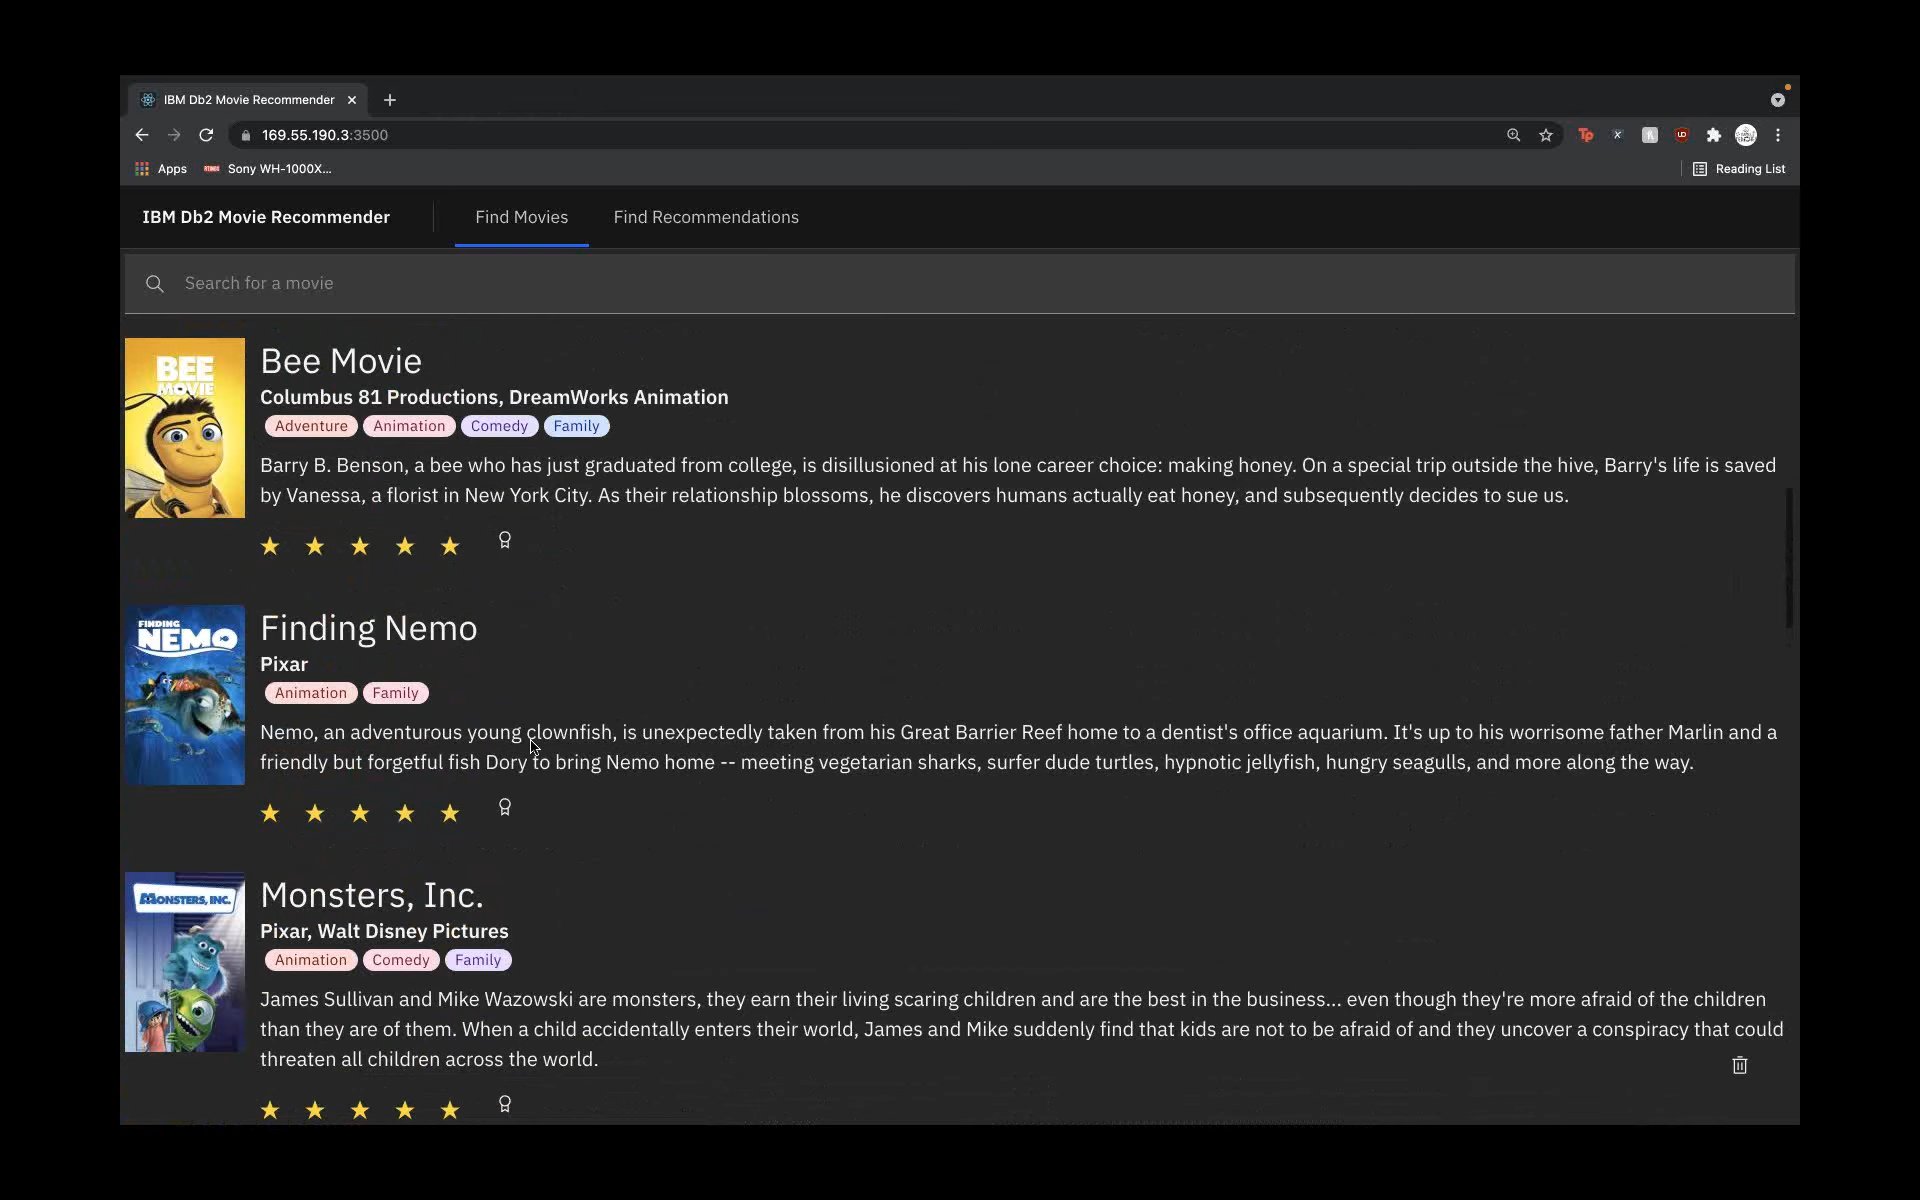 IBM Db2 Movie Recommender
169.55.190.3:3500
Apps
Sony WH-1000X...
Reading List
IBM Db2 Movie Recommender
Find Movies
Find Recommendations
Search for a movie
BEE
MOVIE
Bee Movie
Columbus 81 Productions, DreamWorks Animation
Adventure Animation Comedy Family
Barry B. Benson, a bee who has just graduated from college, is disillusioned at his lone career choice: making honey. On a special trip outside the hive, Barry's life is saved
by Vanessa, a florist in New York City. As their relationship blossoms, he discovers humans actually eat honey, and subsequently decides to sue us.
FINDING
NEMO
Finding Nemo
Pixar
Animation Family
Nemo, an adventurous young clownfish, is unexpectedly taken from his Great Barrier Reef home to a dentist's office aquarium. It's up to his worrisome father Marlin and a
friendly but forgetful fish Dory to bring Nemo home -- meeting vegetarian sharks, surfer dude turtles, hypnotic jellyfish, hungry seagulls, and more along the way.
MONSTERS, INC.
Monsters, Inc.
Pixar, Walt Disney Pictures
Animation Comedy Family
James Sullivan and Mike Wazowski are monsters, they earn their living scaring children and are the best in the business... even though they're more afraid of the children
than they are of them. When a child accidentally enters their world, James and Mike suddenly find that kids are not to be afraid of and they uncover a conspiracy that could
threaten all children across the world.